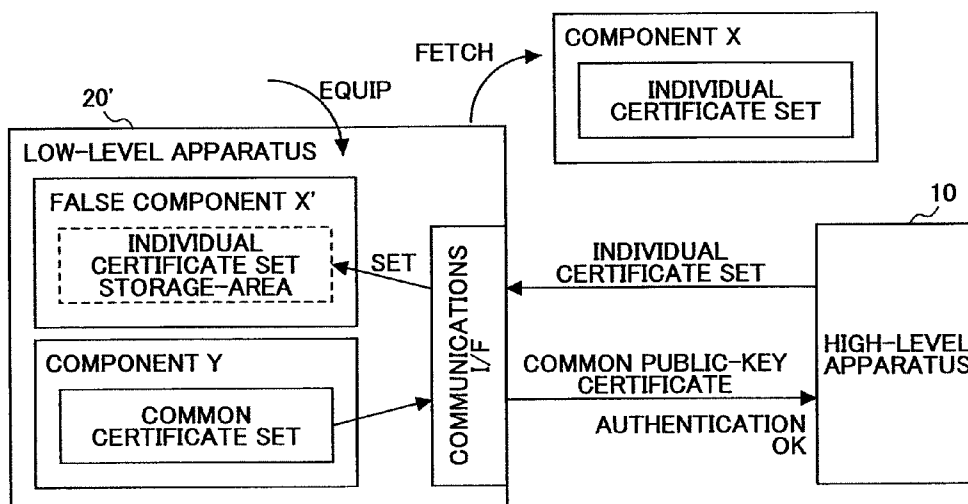 COMPONENT X
INDIVIDUAL
CERTIFICATE SET
FETCH
EQUIP
20'
LOW-LEVEL APPARATUS
FALSE COMPONENT X'
INDIVIDUAL
CERTIFICATE SET
STORAGE-AREA
SET
COMMUNICATIONS
I/F
INDIVIDUAL
CERTIFICATE SET
10
HIGH-LEVEL
APPARATUS
COMPONENT Y
COMMON
CERTIFICATE SET
COMMON PUBLIC-KEY
CERTIFICATE
AUTHENTICATION
OK